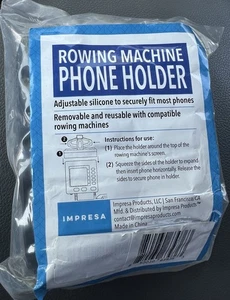 ROWING MACHINE
PHONE HOLDER
Adjustable silicone to securely fit most phones
Removable and reusable with compatible
rowing machines
Instructions for use:
(1) Place the holder around the top of the
rowing machine's screen.
(2) Squeeze the sides of the holder to expand,
then insert phone horizontally. Release the
sides to secure phone in holder.
1
2
IMPRESA
Impresa Products, LLC | San Francisco, CA
Mfd. & Distributed by Impresa Products
contact@impresaproducts.com
Made in China